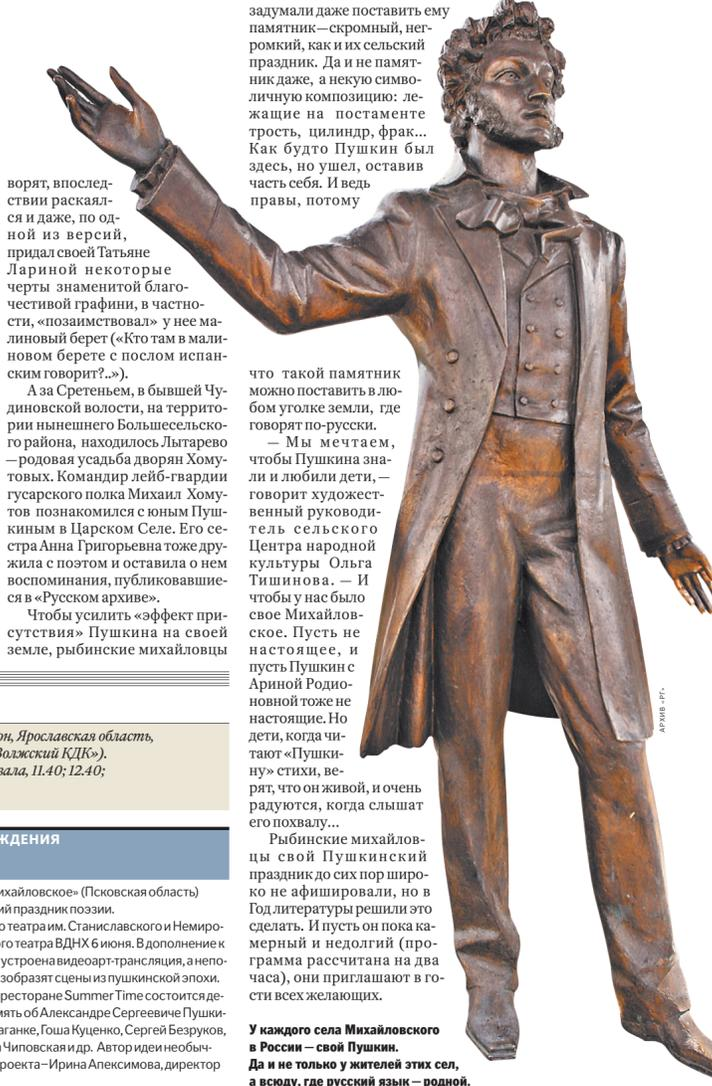 ворят, впослед-
ствии раскаял-
ся и даже, по од-
ной из версий,
придал своей Татьяне
Лариной некоторые
черты знаменитой благо-
честивой графини, в частно-
сти, «позаимствовал» у нее ма-
линовый берет («Кто там в мали-
новом берете с послом испан-
ским говорит?..»).
А за Сретеньем, в бывшей Чу-
диновской волости, на террито-
рии нынешнего Большесельско-
го района, находилось Лытарево
—родовая усадьба дворян Хому-
товых. Командир лейб-гвардии
гусарского полка Михаил Хому-
тов познакомился с юным Пуш-
киным в Царском Селе. Его се-
стра Анна Григорьевна тоже дру-
жила с поэтом и оставила о нем
воспоминания, публиковавшие-
ся в «Русском архиве».
Чтобы усилить «эффект при-
сутствия» Пушкина на своей
земле, рыбинские михайловцы
задумали даже поставить ему
памятник—скромный, нег-
ромкий, как и их сельский
праздник. Да и не памят-
ник даже, а некую симво-
личную композицию: ле-
жащие на постаменте
трость, цилиндр, фрак...
Как будто Пушкин был
здесь, но ушел, оставив
часть себя. И ведь
правы, потому
что такой памятник
можно поставить в лю-
бом уголке земли, где
говорят по-русски.
— Мы мечтаем,
чтобы Пушкина зна-
ли и любили дети, —
говорит художест-
венный руководи-
тель сельского
Центра народной
культуры Ольга
Тишинова. — И
чтобы у нас было
свое Михайлов-
ское. Пусть не
настоящее, и
пусть Пушкин с
Ариной Родио-
новной тоже не
настоящие. Но
дети, когда чи-
тают «Пушки-
ну» стихи, ве-
рят, что он живой, и очень
радуются, когда слышат
его похвалу...
Рыбинские михайлов-
цы свой Пушкинский
праздник до сих пор широ-
ко не афишировали, но в
Год литературы решили это
сделать. И пусть он пока ка-
мерный и недолгий (про-
грамма рассчитана на два
часа), они приглашают в го-
сти всех желающих.
У каждого села Михайловского
в России — свой Пушкин.
Да и не только у жителей этих сел,
а всюду, где русский язык — родной.
АРХИВ «РГ»
он, Ярославская область,
Волжский КДК»).
вала, 11.40; 12.40;
ЖДЕНИЯ
ихайловское» (Псковская область)
ий праздник поэзии.
о театра им. Станиславского и Немиро-
ого театра ВДНХ 6 июня. В дополнение к
устроена видеоарт-трансляция, а непо-
зобразят сцены из пушкинской эпохи.
ресторане Summer Time состоится де-
мять об Александре Сергеевиче Пушки-
аганке, Гоша Куценко, Сергей Безруков,
Чиповская и др. Автор идеи необыч-
роекта–Ирина Апексимова, директор